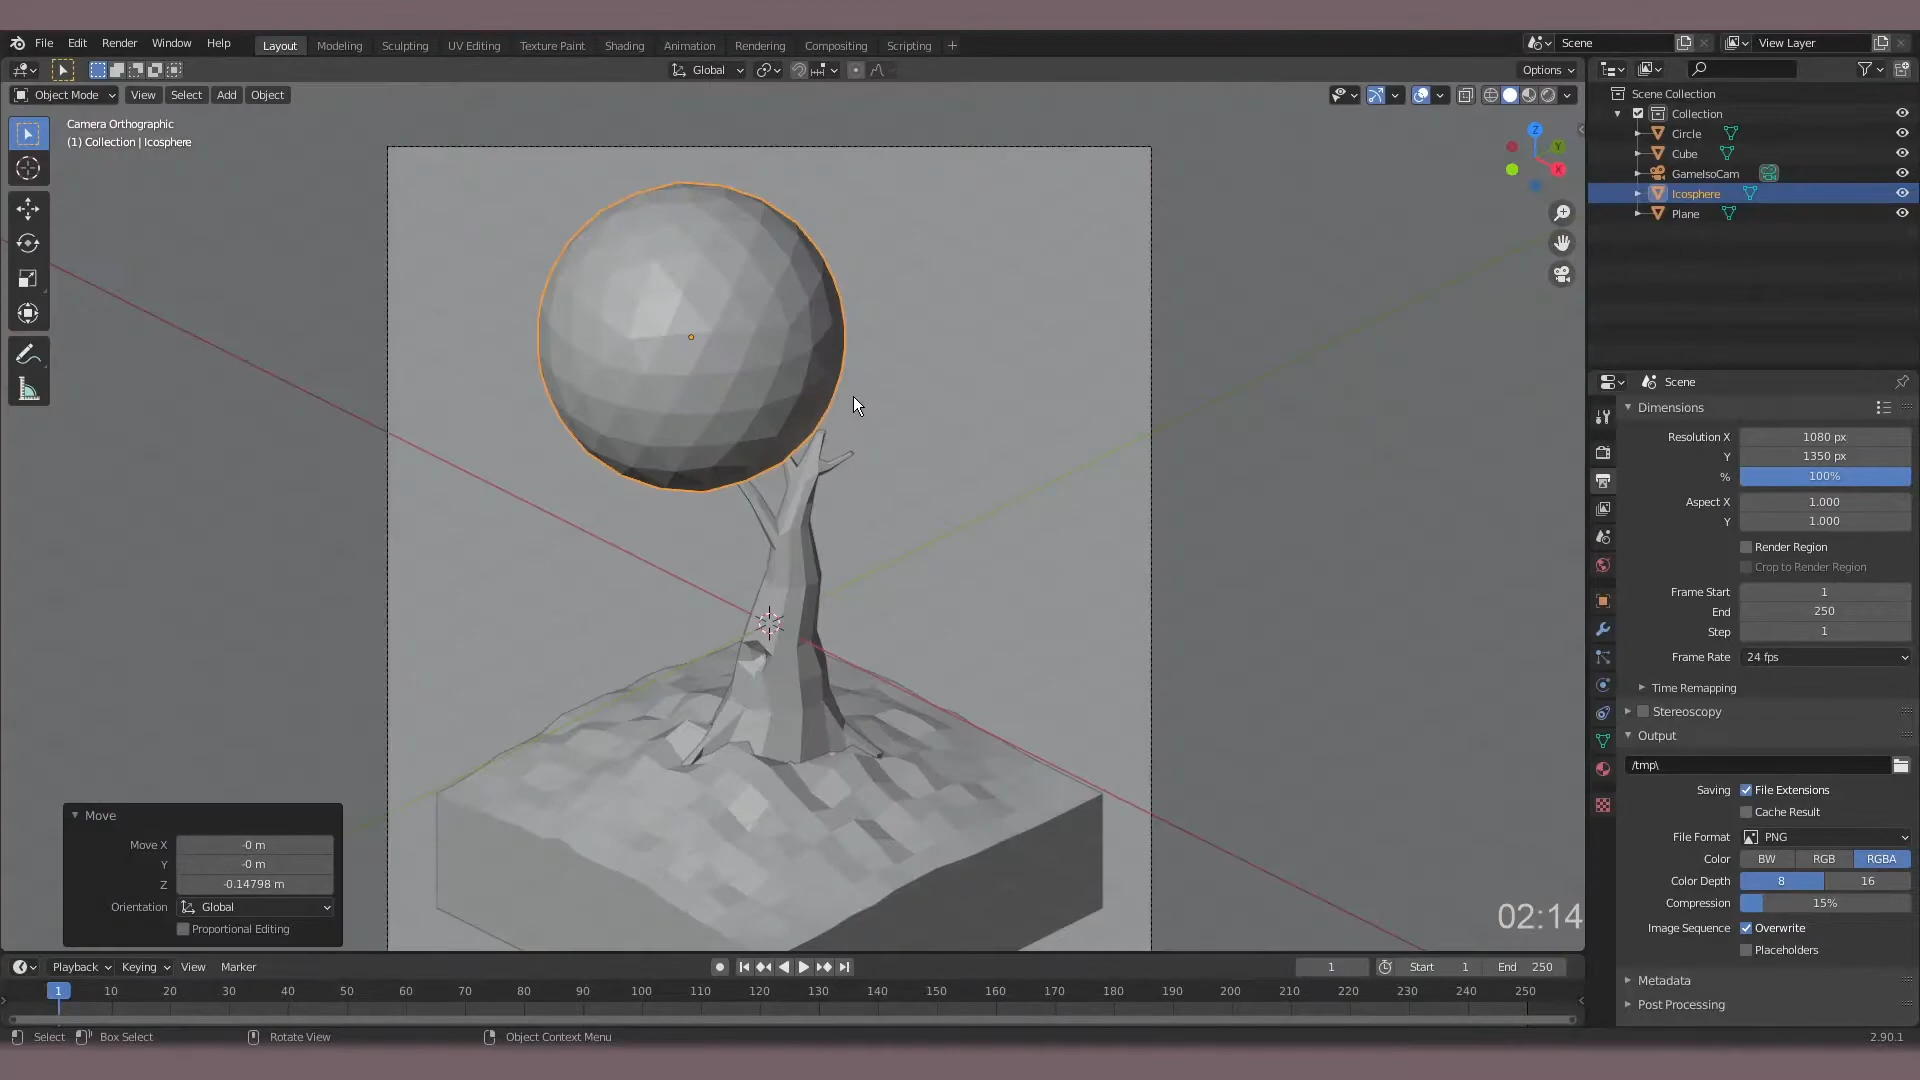 File Edit Render Window Help Layout Modeling Sculpting UV Editing Texture Paint Shading Animation Rendering Compositing Scripting + Scene View Layer
Global Options
Object Mode View Select Add Object
Camera Orthographic
(1) Collection | Icosphere
Z
Y
X
Scene Collection
Collection
Circle
Cube
GameIsoCam
Icosphere
Plane
Scene
Dimensions
Resolution X 1080 px
Y 1350 px
% 100%
Aspect X 1.000
Y 1.000
Render Region
Crop to Render Region
Frame Start 1
End 250
Step 1
Frame Rate 24 fps
Time Remapping
Stereoscopy
Output
/tmp\
Saving File Extensions
Cache Result
File Format PNG
Color BW RGB RGBA
Color Depth 8 16
Compression 15%
Image Sequence Overwrite
Placeholders
Metadata
Post Processing
Move
Move X -0 m
Y -0 m
Z -0.14798 m
Orientation Global
Proportional Editing
02:14
Playback Keying View Marker 1 Start 1 End 250
1 10 20 30 40 50 60 70 80 90 100 110 120 130 140 150 160 170 180 190 200 210 220 230 240 250
Select Box Select Rotate View Object Context Menu 2.90.1